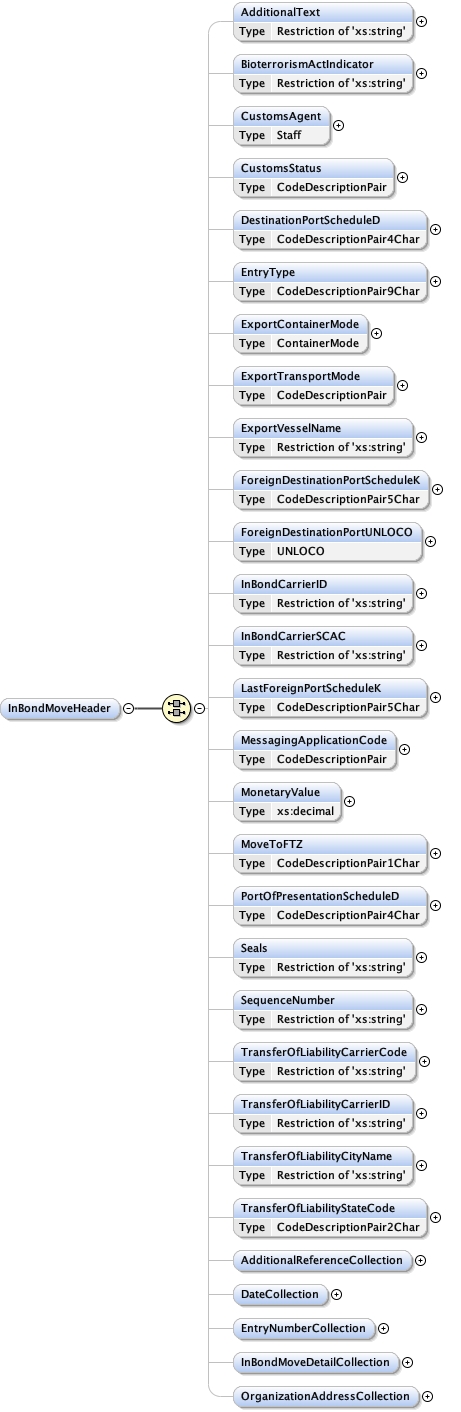 AdditionalText
Type Restriction of 'xs:string'
BioterrorismActIndicator
Type Restriction of 'xs:string'
CustomsAgent
Type Staff
CustomsStatus
Type CodeDescriptionPair
DestinationPortScheduleD
Type CodeDescriptionPair4Char
EntryType
Type CodeDescriptionPair9Char
ExportContainerMode
Type ContainerMode
ExportTransportMode
Type CodeDescriptionPair
ExportVesselName
Type Restriction of 'xs:string'
ForeignDestinationPortScheduleK
Type CodeDescriptionPair5Char
ForeignDestinationPortUNLOCO
Type UNLOCO
InBondCarrierID
Type Restriction of 'xs:string'
InBondCarrierSCAC
Type Restriction of 'xs:string'
InBondMoveHeader
LastForeignPortScheduleK
Type CodeDescriptionPair5Char
MessagingApplicationCode
Type CodeDescriptionPair
MonetaryValue
Type xs:decimal
MoveToFTZ
Type CodeDescriptionPair1Char
PortOfPresentationScheduleD
Type CodeDescriptionPair4Char
Seals
Type Restriction of 'xs:string'
SequenceNumber
Type Restriction of 'xs:string'
TransferOfLiabilityCarrierCode
Type Restriction of 'xs:string'
TransferOfLiabilityCarrierID
Type Restriction of 'xs:string'
TransferOfLiabilityCityName
Type Restriction of 'xs:string'
TransferOfLiabilityStateCode
Type CodeDescriptionPair2Char
AdditionalReferenceCollection
DateCollection
EntryNumberCollection
InBondMoveDetailCollection
OrganizationAddressCollection